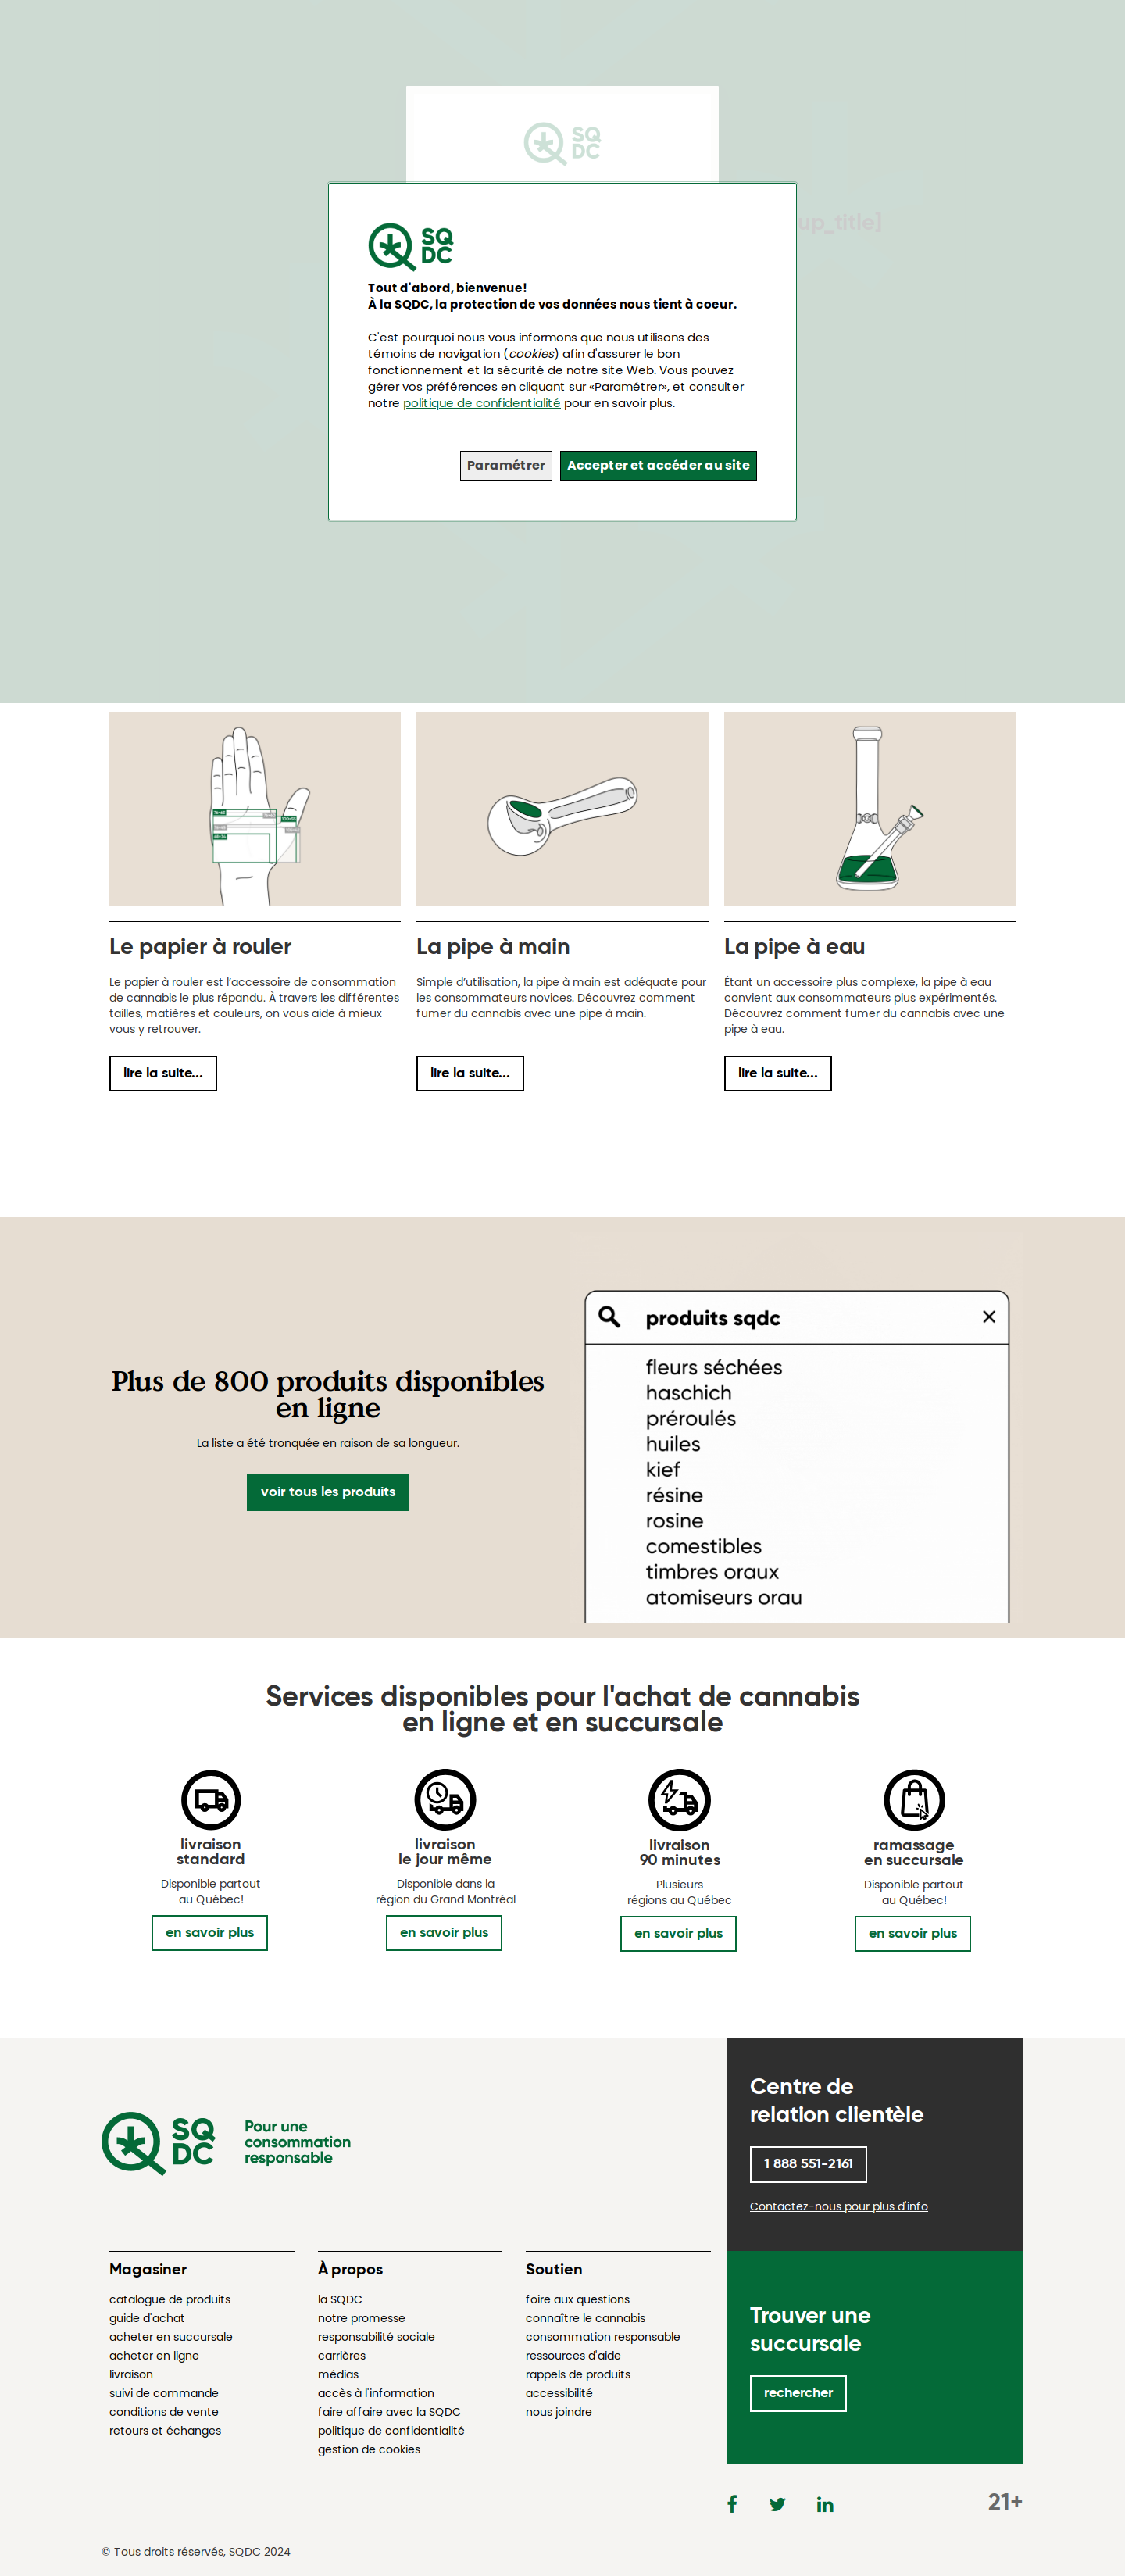 SQ
DC
up_title]
SQ
DC
Tout d'abord, bienvenue!
À la SQDC, la protection de vos données nous tient à coeur.
C'est pourquoi nous vous informons que nous utilisons des
témoins de navigation (cookies) afin d'assurer le bon
fonctionnement et la sécurité de notre site Web. Vous pouvez
gérer vos préférences en cliquant sur «Paramétrer», et consulter
notre politique de confidentialité pour en savoir plus.
Paramétrer
Accepter et accéder au site
Le papier à rouler
Le papier à rouler est l’accessoire de consommation
de cannabis le plus répandu. À travers les différentes
tailles, matières et couleurs, on vous aide à mieux
vous y retrouver.
lire la suite...
La pipe à main
Simple d’utilisation, la pipe à main est adéquate pour
les consommateurs novices. Découvrez comment
fumer du cannabis avec une pipe à main.
lire la suite...
La pipe à eau
Étant un accessoire plus complexe, la pipe à eau
convient aux consommateurs plus expérimentés.
Découvrez comment fumer du cannabis avec une
pipe à eau.
lire la suite...
Plus de 800 produits disponibles
en ligne
La liste a été tronquée en raison de sa longueur.
voir tous les produits
produits sqdc
fleurs séchées
haschich
préroulés
huiles
kief
résine
rosine
comestibles
timbres oraux
atomiseurs orau
Services disponibles pour l'achat de cannabis
en ligne et en succursale
livraison
standard
Disponible partout
au Québec!
en savoir plus
livraison
le jour même
Disponible dans la
région du Grand Montréal
en savoir plus
livraison
90 minutes
Plusieurs
régions au Québec
en savoir plus
ramassage
en succursale
Disponible partout
au Québec!
en savoir plus
SQ
DC
Pour une
consommation
responsable
Centre de
relation clientèle
1 888 551-2161
Contactez-nous pour plus d'info
Magasiner
catalogue de produits
guide d'achat
acheter en succursale
acheter en ligne
livraison
suivi de commande
conditions de vente
retours et échanges
À propos
la SQDC
notre promesse
responsabilité sociale
carrières
médias
accès à l'information
faire affaire avec la SQDC
politique de confidentialité
gestion de cookies
Soutien
foire aux questions
connaître le cannabis
consommation responsable
ressources d'aide
rappels de produits
accessibilité
nous joindre
Trouver une
succursale
rechercher
21+
© Tous droits réservés, SQDC 2024